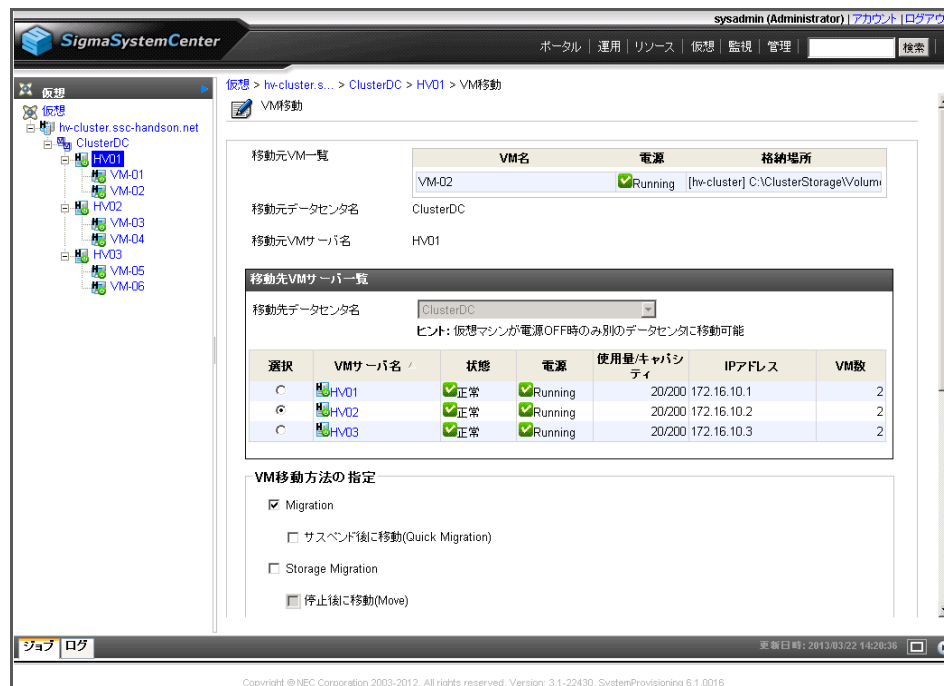 sysadmin (Administrator) | アカウント | ログアウ
SigmaSystemCenter
ポータル | 運用 | リソース | 仮想 | 監視 | 管理 | 検索
仮想
仮想
hv-cluster.ssc-handson.net
ClusterDC
HV01
VM-01
VM-02
HV02
VM-03
VM-04
HV03
VM-05
VM-06
仮想 > hv-cluster.s... > ClusterDC > HV01 > VM移動
VM移動
移動元VM一覧
VM名 電源 格納場所
VM-02 Running [hv-cluster] C:\ClusterStorage\Volum
移動元データセンタ名 ClusterDC
移動元VMサーバ名 HV01
移動先VMサーバ一覧
移動先データセンタ名 ClusterDC
ヒント: 仮想マシンが電源OFF時のみ別のデータセンタに移動可能
選択 VMサーバ名 状態 電源 使用量/キャパシティ IPアドレス VM数
HV01 正常 Running 20/200 172.16.10.1 2
HV02 正常 Running 20/200 172.16.10.2 2
HV03 正常 Running 20/200 172.16.10.3 2
VM移動方法の指定
Migration
サスペンド後に移動(Quick Migration)
Storage Migration
停止後に移動(Move)
ジョブ ログ
更新日時: 2013/03/22 14:20:36
Copyright © NEC Corporation 2003-2012. All rights reserved. Version: 3.1-22430, SystemProvisioning 6.1.0016